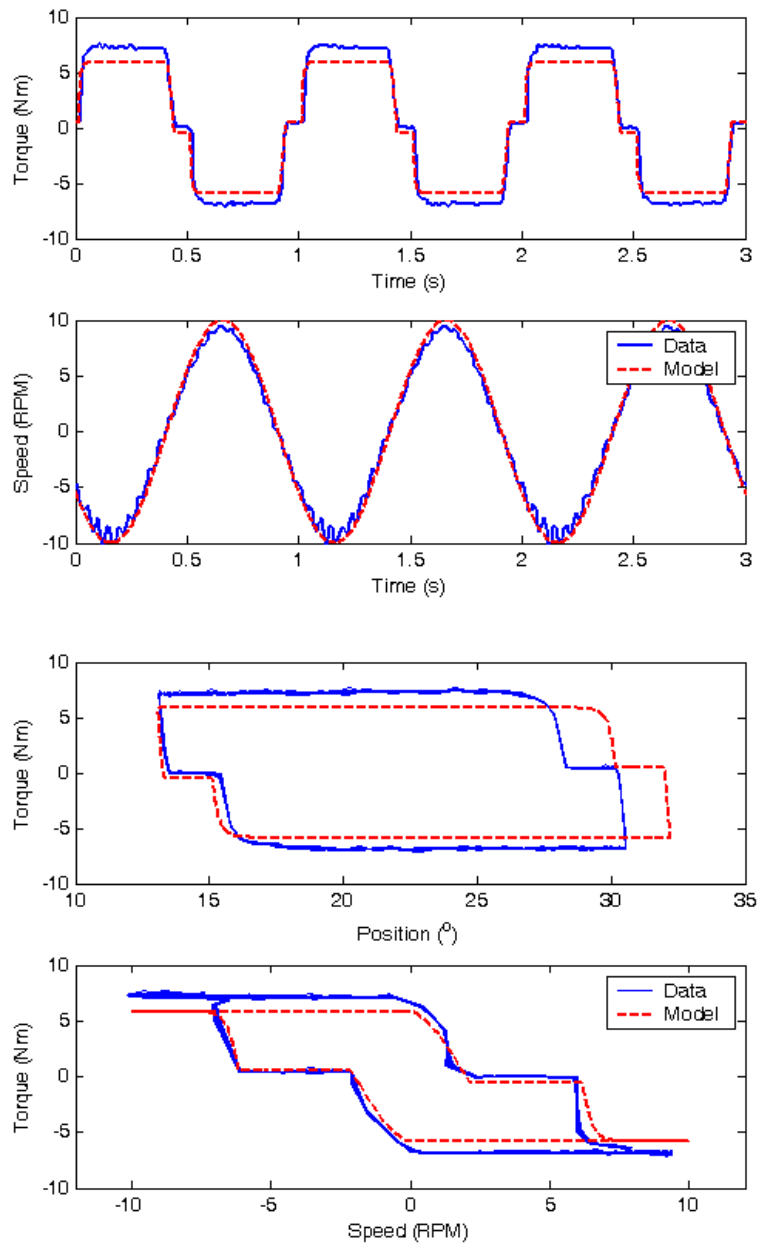 10
5
0
-5
-10
Torque (Nm)
0 0.5 1 1.5 2 2.5 3
Time (s)
10
5
0
-5
-10
Speed (RPM)
Data
Model
0 0.5 1 1.5 2 2.5 3
Time (s)
10
5
0
-5
-10
Torque (Nm)
10 15 20 25 30 35
Position (º)
10
5
0
-5
-10
Torque (Nm)
Data
Model
-10 -5 0 5 10
Speed (RPM)